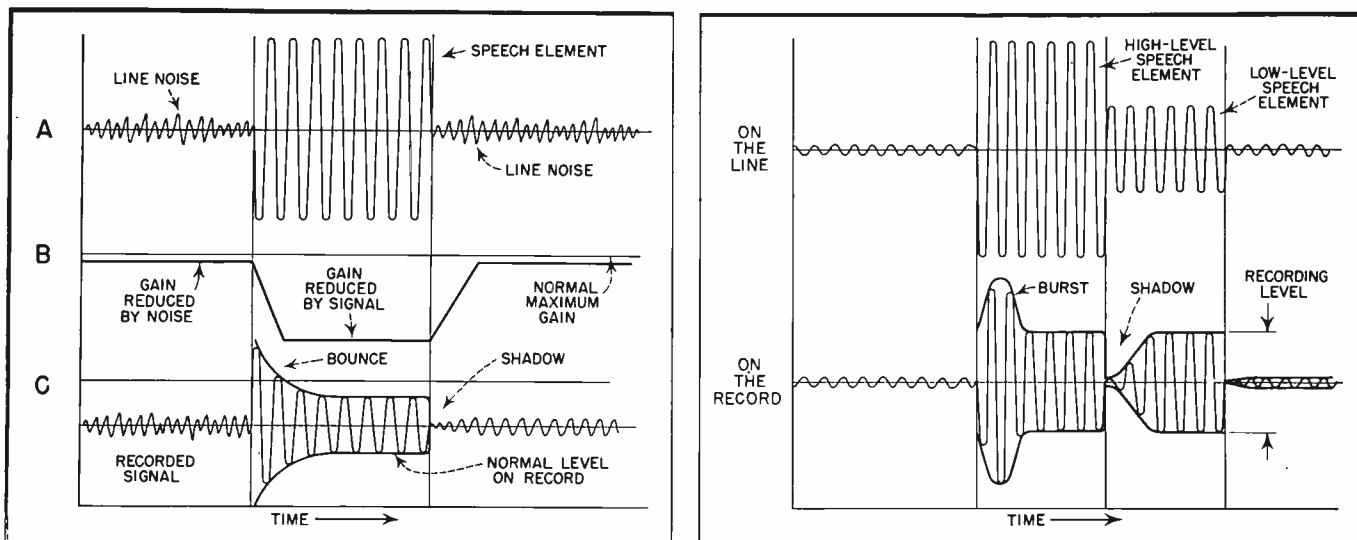 A
LINE NOISE
SPEECH ELEMENT
LINE NOISE
B
GAIN
REDUCED
BY NOISE
GAIN
REDUCED
BY SIGNAL
NORMAL
MAXIMUM
GAIN
C
BOUNCE
SHADOW
RECORDED
SIGNAL
NORMAL LEVEL
ON RECORD
TIME
ON
THE
LINE
HIGH-LEVEL
SPEECH
ELEMENT
LOW-LEVEL
SPEECH
ELEMENT
ON
THE
RECORD
BURST
SHADOW
RECORDING
LEVEL
TIME